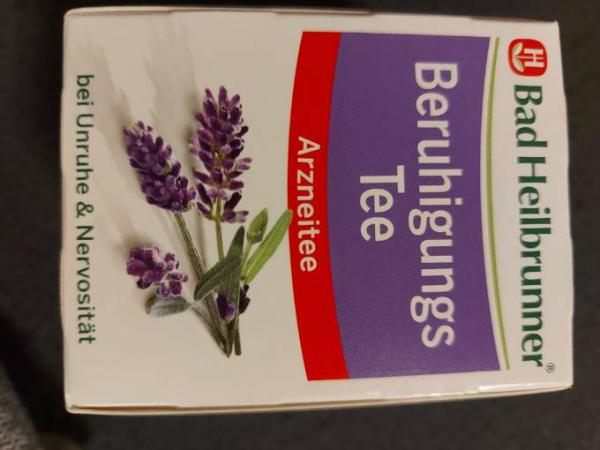 Bad Heilbrunner®
Beruhigungs
Tee
Arzneitee
bei Unruhe & Nervosität